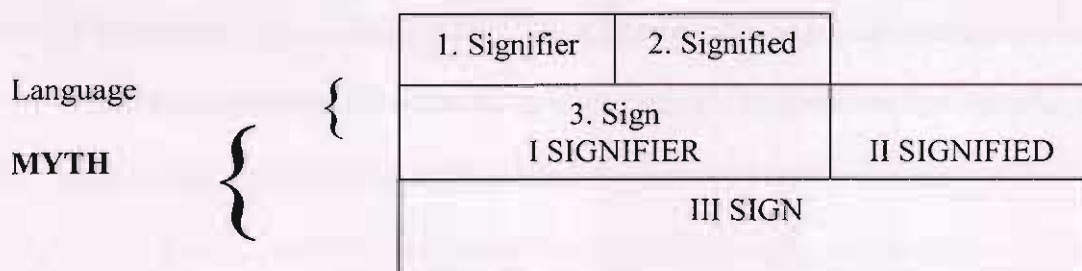 1. Signifier 2. Signified
Language
3. Sign
I SIGNIFIER II SIGNIFIED
MYTH
III SIGN